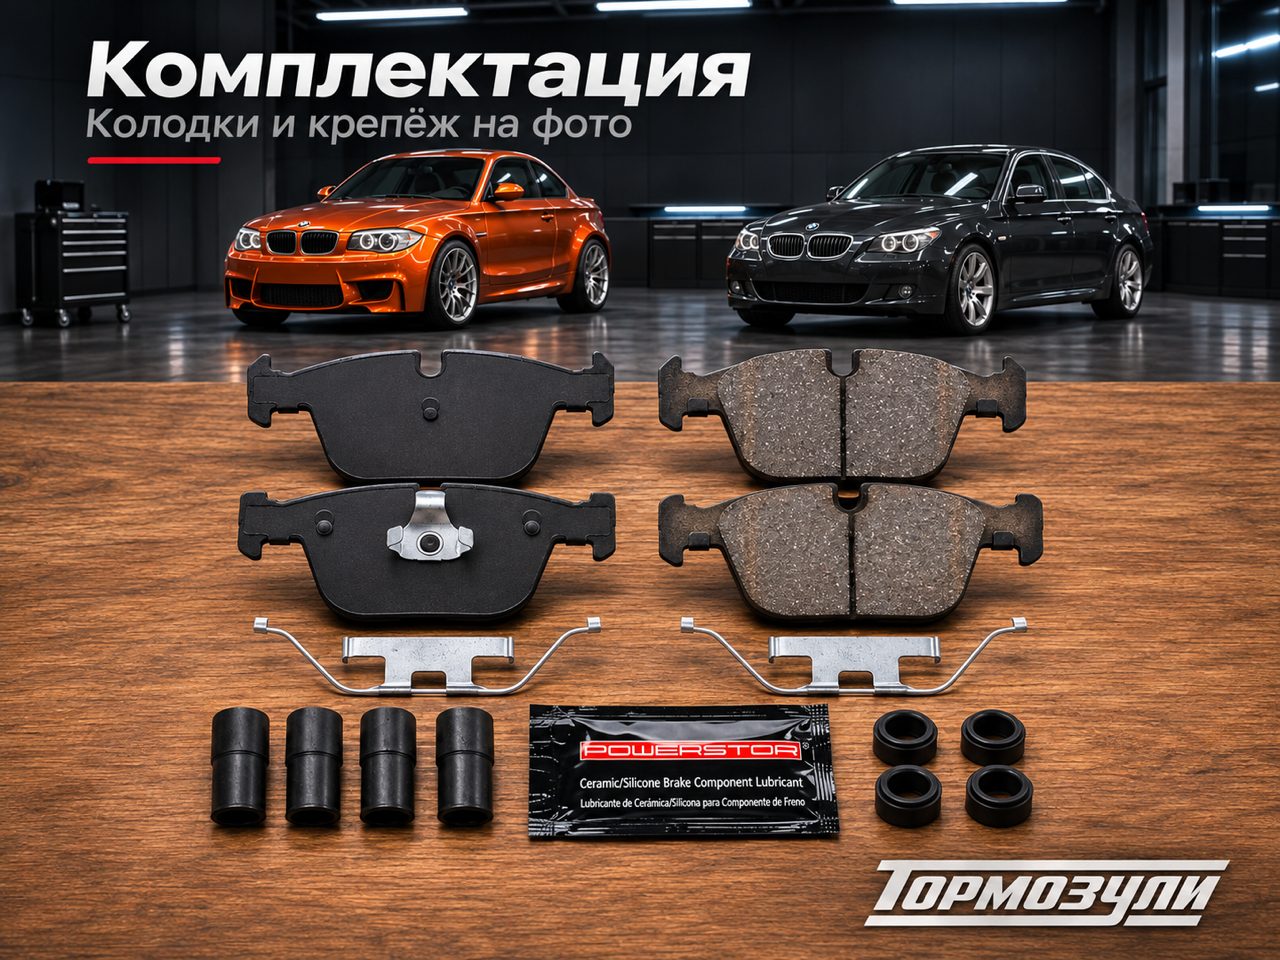 Комплектация
Колодки и крепёж на фото
POWERSTOR®
Ceramic/Silicone Brake Component Lubricant
Lubricante de Cerámica/Silicona para Componente de Freno
Тормозули